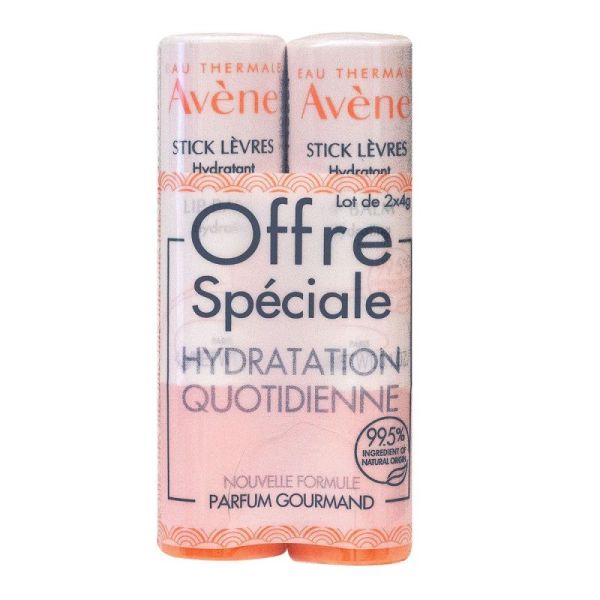 EAU THERMALE
Avène
STICK LÈVRES
Hydratant
EAU THERMALE
Avène
STICK LÈVRES
Hydratant
Lot de 2x4g
Offre
Spéciale
HYDRATATION
QUOTIDIENNE
99.5%
INGREDIENT OF
NATURAL ORIGIN
NOUVELLE FORMULE
PARFUM GOURMAND